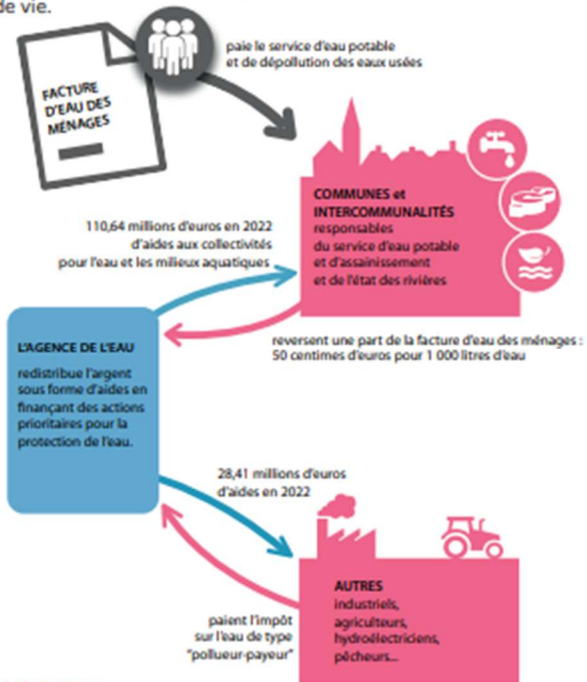 de vie.
FACTURE
D'EAU DES
MÉNAGES
paie le service d'eau potable
et de dépollution des eaux usées
COMMUNES et
INTERCOMMUNALITÉS
responsables
du service d'eau potable
et d'assainissement
et de l'état des rivières
110,64 millions d'euros en 2022
d'aides aux collectivités
pour l'eau et les milieux aquatiques
reversent une part de la facture d'eau des ménages :
50 centimes d'euros pour 1 000 litres d'eau
L'AGENCE DE L'EAU
redistribue l'argent
sous forme d'aides en
finançant des actions
prioritaires pour la
protection de l'eau.
28,41 millions d'euros
d'aides en 2022
AUTRES
industriels,
agriculteurs,
hydroélectriciens,
pêcheurs...
paient l'impôt
sur l'eau de type
"pollueur-payeur"